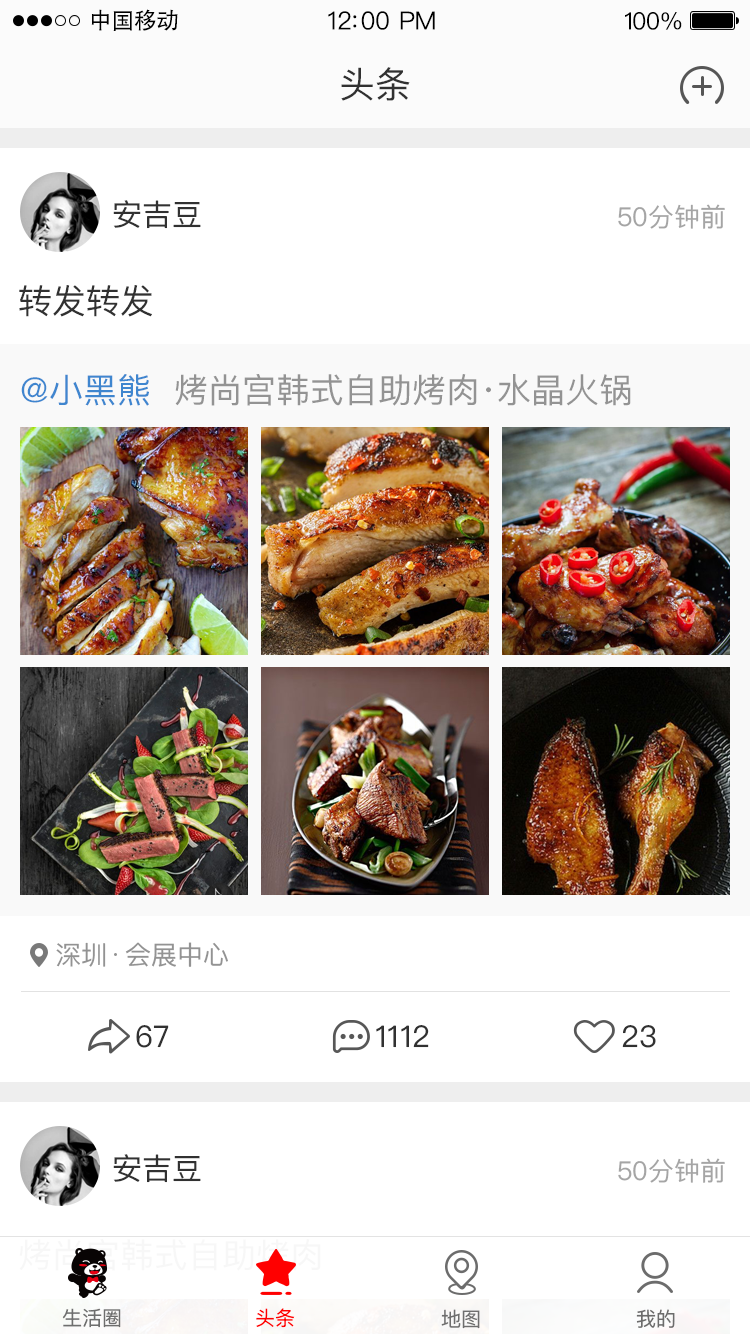 中国移动 12:00 PM 100%
头条
安吉豆 50分钟前
转发转发
@小黑熊 烤尚宫韩式自助烤肉·水晶火锅
深圳·会展中心
67 1112 23
安吉豆 50分钟前
烤尚宫韩式自助烤肉
生活圈 头条 地图 我的